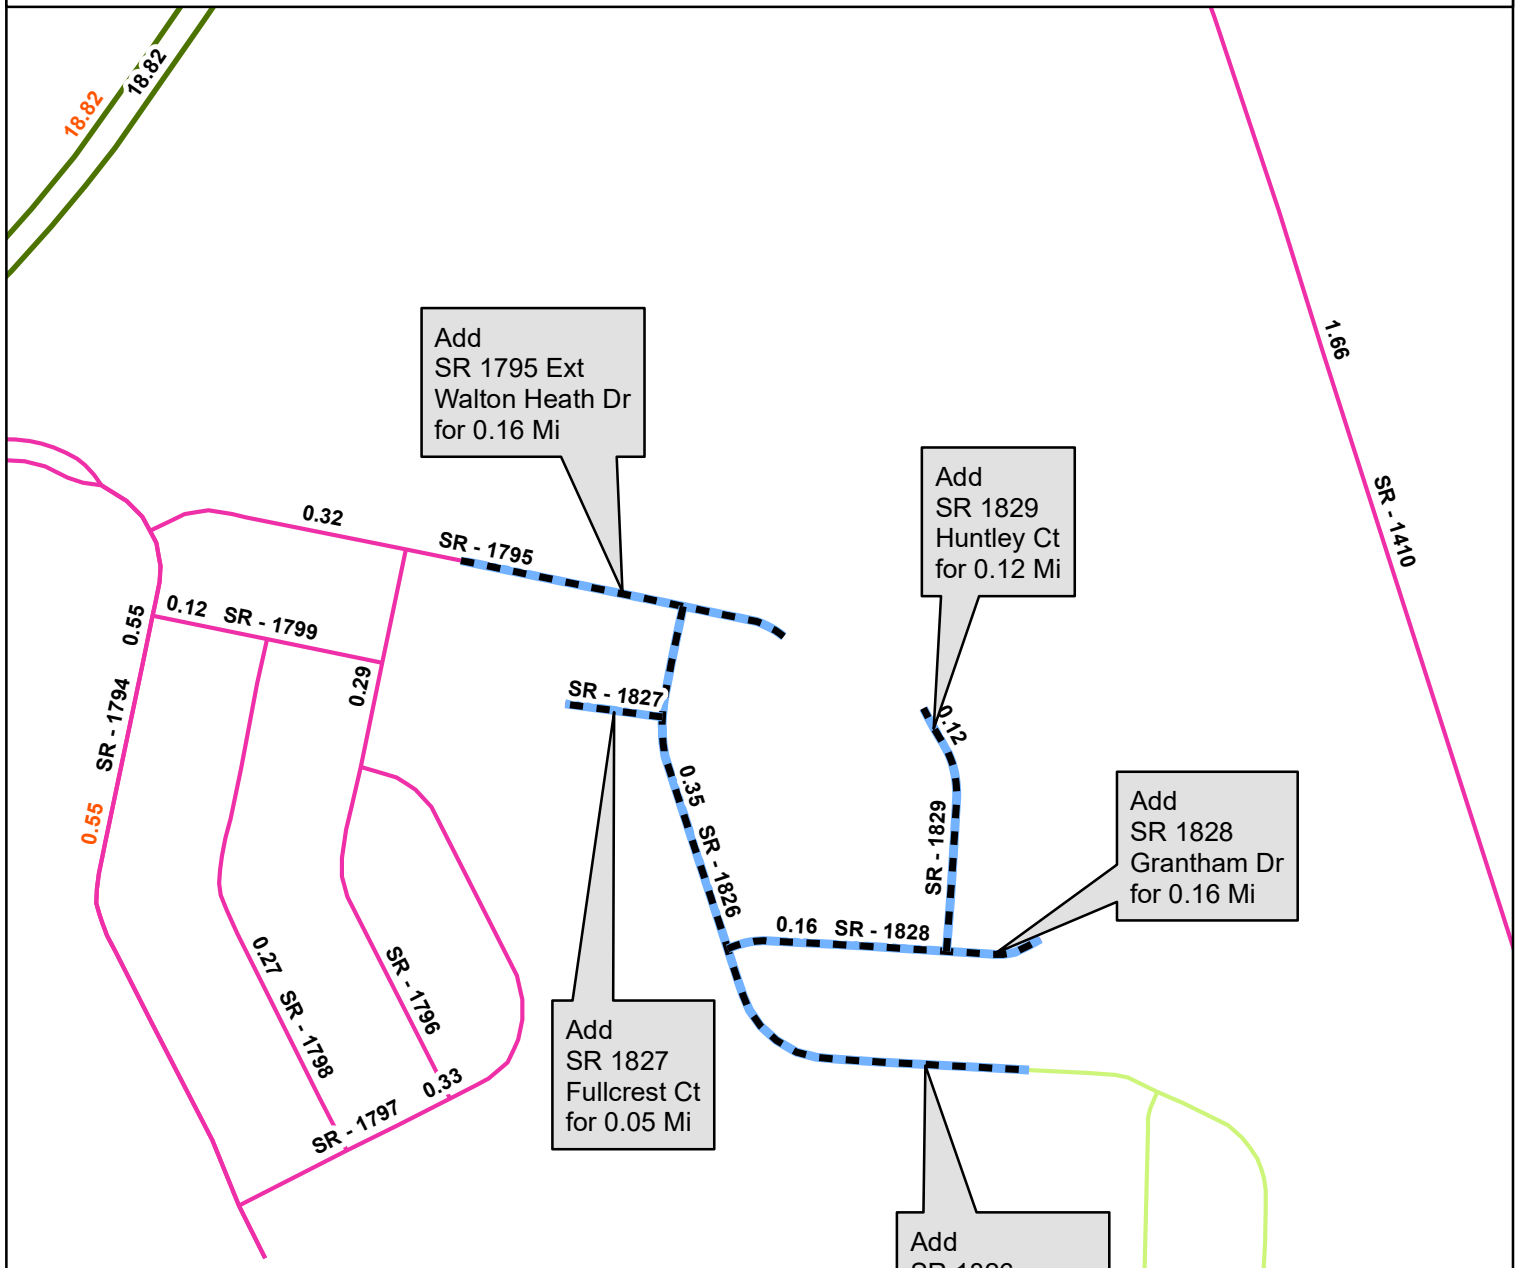 18.82
18.82
1.66
SR - 1410
Add
SR 1795 Ext
Walton Heath Dr
for 0.16 Mi
Add
SR 1829
Huntley Ct
for 0.12 Mi
0.32
SR - 1795
0.12 SR - 1799
0.55
SR - 1794
0.55
0.29
SR - 1827
0.12
0.35 SR - 1826
SR - 1829
Add
SR 1828
Grantham Dr
for 0.16 Mi
0.16 SR - 1828
0.27 SR - 1798
SR - 1796
SR - 1797 0.33
Add
SR 1827
Fullcrest Ct
for 0.05 Mi
Add